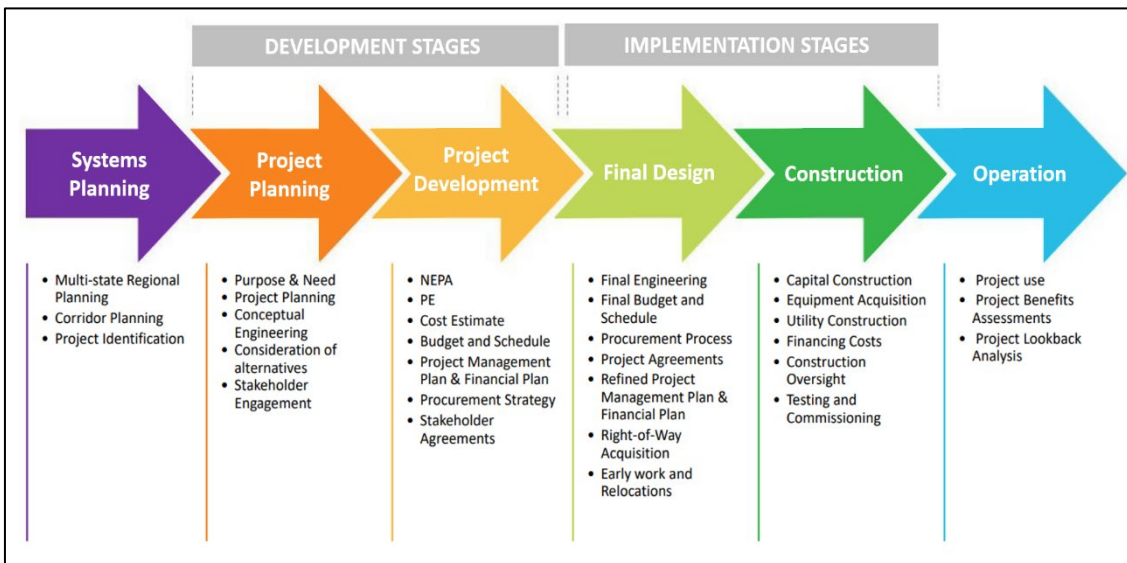 DEVELOPMENT STAGES
IMPLEMENTATION STAGES
Systems
Planning
Project
Planning
Project
Development
Final Design
Construction
Operation
• Multi-state Regional
Planning
• Corridor Planning
• Project Identification
• Purpose & Need
• Project Planning
• Conceptual
Engineering
• Consideration of
alternatives
• Stakeholder
Engagement
• NEPA
• PE
• Cost Estimate
• Budget and Schedule
• Project Management
Plan & Financial Plan
• Procurement Strategy
• Stakeholder
Agreements
• Final Engineering
• Final Budget and
Schedule
• Procurement Process
• Project Agreements
• Refined Project
Management Plan &
Financial Plan
• Right-of-Way
Acquisition
• Early work and
Relocations
• Capital Construction
• Equipment Acquisition
• Utility Construction
• Financing Costs
• Construction
Oversight
• Testing and
Commissioning
• Project use
• Project Benefits
Assessments
• Project Lookback
Analysis